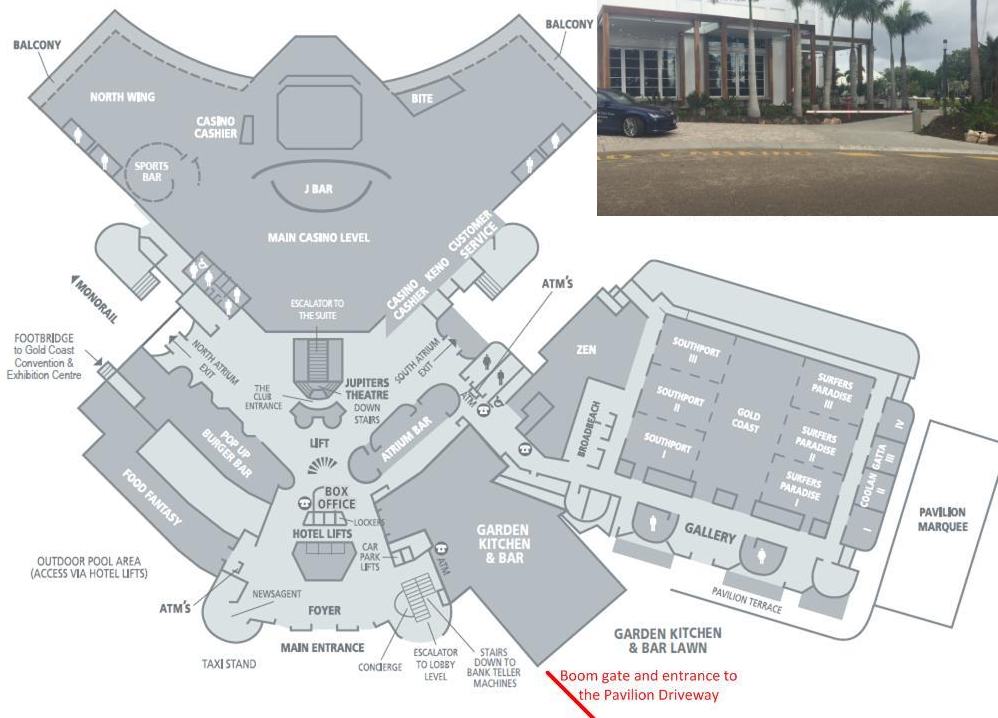 BALCONY
BALCONY
NORTH WING
BITE
CASINO
CASHIER
SPORTS
BAR
J BAR
MAIN CASINO LEVEL
CUSTOMER
SERVICE
KENO
CASINO
CASHIER
MONORAIL
ESCALATOR TO
THE SUITE
ATM'S
FOOTBRIDGE
to Gold Coast
Convention &
Exhibition Centre
NORTH ATRIUM
EXIT
SOUTH ATRIUM
EXIT
ZEN
SOUTHPORT
III
SOUTHPORT
II
SOUTHPORT
I
GOLD
COAST
SURFERS
PARADISE
III
SURFERS
PARADISE
II
SURFERS
PARADISE
I
BROADBEACH
COOLANGATTA
I
II
III
IV
PAVILION
MARQUEE
THE
CLUB
ENTRANCE
JUPITERS
THEATRE
DOWN
STAIRS
ATM
ATRIUM BAR
LIFT
POP UP
BURGER BAR
FOOD FANTASY
BOX
OFFICE
LOCKERS
HOTEL LIFTS
CAR
PARK
LIFTS
ATM
GARDEN
KITCHEN
& BAR
GALLERY
PAVILION TERRACE
OUTDOOR POOL AREA
(ACCESS VIA HOTEL LIFTS)
ATM'S
NEWSAGENT
FOYER
MAIN ENTRANCE
TAXI STAND
CONCIERGE
ESCALATOR
TO LOBBY
LEVEL
STAIRS
DOWN TO
BANK TELLER
MACHINES
GARDEN KITCHEN
& BAR LAWN
Boom gate and entrance to
the Pavilion Driveway